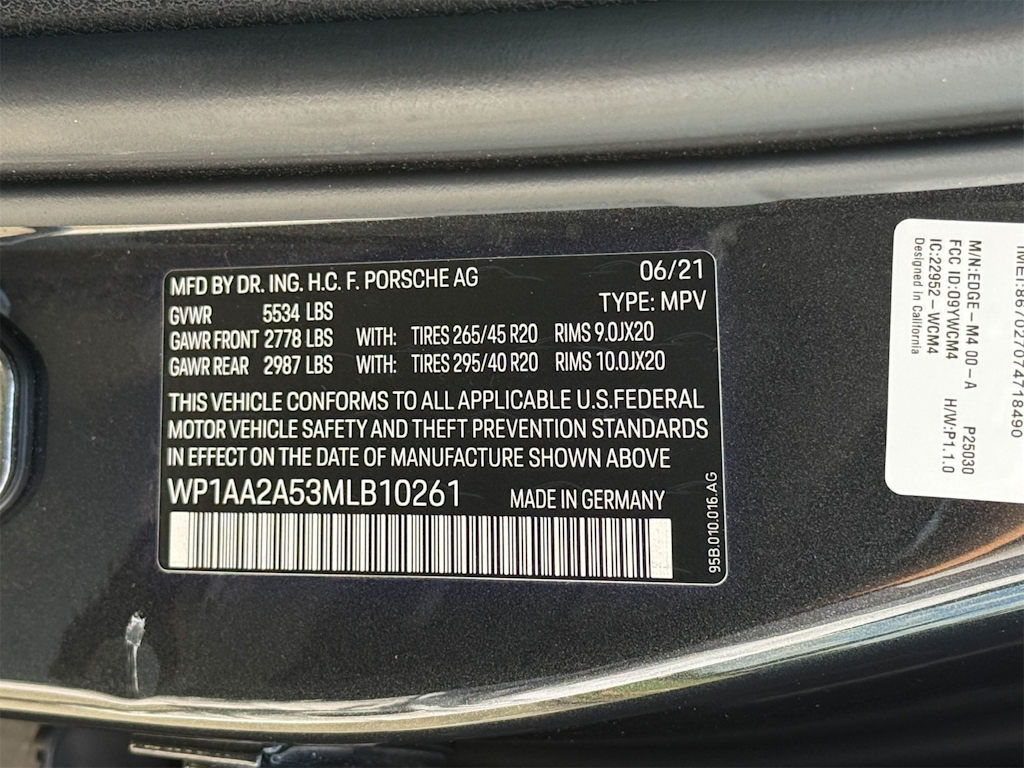 MFD BY DR. ING. H.C. F. PORSCHE AG 06/21
GVWR 5534 LBS TYPE: MPV
GAWR FRONT 2778 LBS WITH: TIRES 265/45 R20 RIMS 9.0JX20
GAWR REAR 2987 LBS WITH: TIRES 295/40 R20 RIMS 10.0JX20
THIS VEHICLE CONFORMS TO ALL APPLICABLE U.S.FEDERAL
MOTOR VEHICLE SAFETY AND THEFT PREVENTION STANDARDS
IN EFFECT ON THE DATE OF MANUFACTURE SHOWN ABOVE
WP1AA2A53MLB10261 MADE IN GERMANY
95B.010.016.AG
IMEI:867027074718490
M/N:EDGE-M4 00-A P25030
FCC ID:09YWCM4 H/W:P1.1.0
IC:22952-WCM4
Designed in California